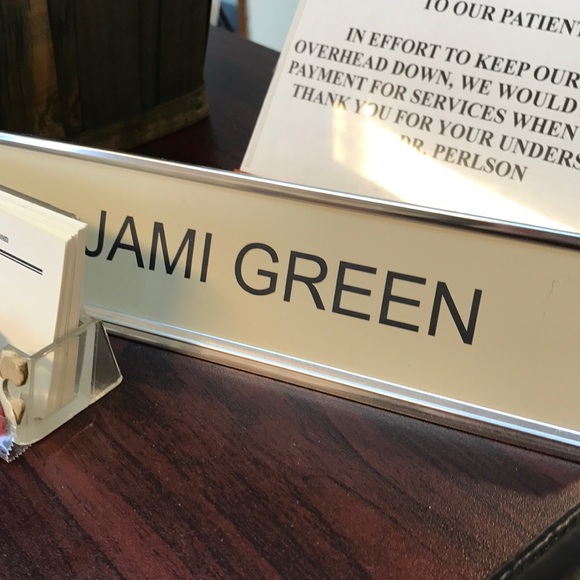 TO OUR PATIENT
IN EFFORT TO KEEP OUR
OVERHEAD DOWN, WE WOULD
PAYMENT FOR SERVICES WHEN
THANK YOU FOR YOUR UNDERS
DR. PERLSON
JAMI GREEN